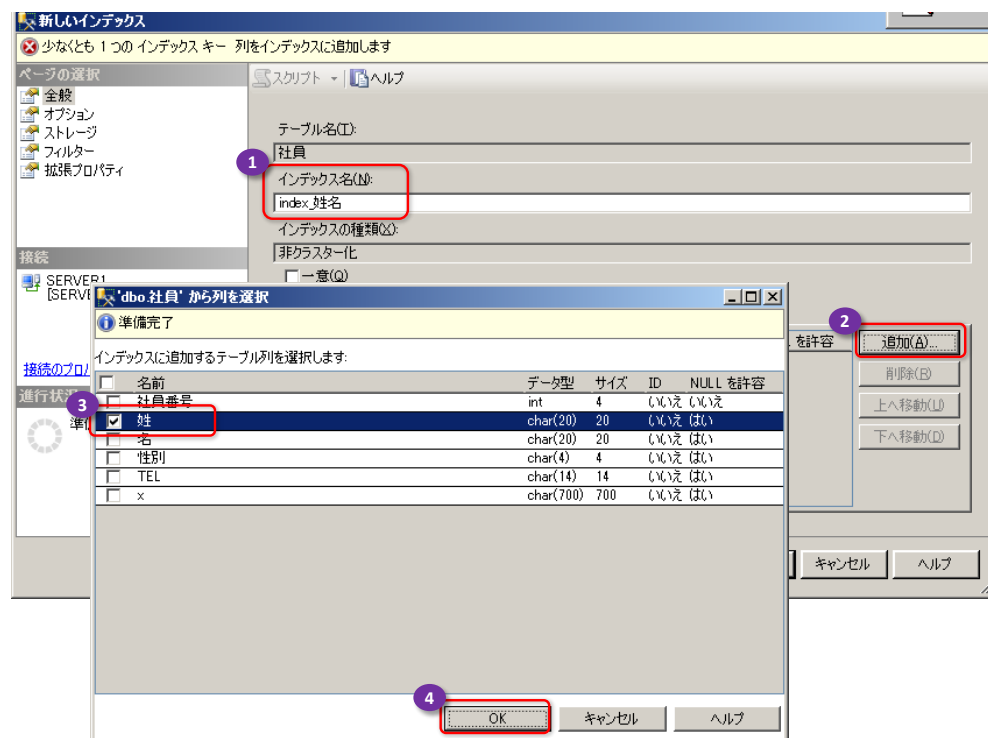 新しいインデックス
少なくとも 1 つの インデックス キー 列をインデックスに追加します
ページの選択
全般
オプション
ストレージ
フィルター
拡張プロパティ
スクリプト ヘルプ
テーブル名(T):
社員
1
インデックス名(N):
index_姓名
インデックスの種類(X):
非クラスター化
一意(Q)
接続
SERVER1
[SERVE
接続のプロパ
進行状況
準備
'dbo.社員' から列を選択
準備完了
インデックスに追加するテーブル列を選択します:
名前 データ型 サイズ ID NULL を許容
社員番号 int 4 いいえ いいえ
3
姓 char(20) 20 いいえ はい
名 char(20) 20 いいえ はい
性別 char(4) 4 いいえ はい
TEL char(14) 14 いいえ はい
x char(700) 700 いいえ はい
4
OK キャンセル ヘルプ
2
を許容
追加(A)...
削除(R)
上へ移動(U)
下へ移動(D)
キャンセル ヘルプ